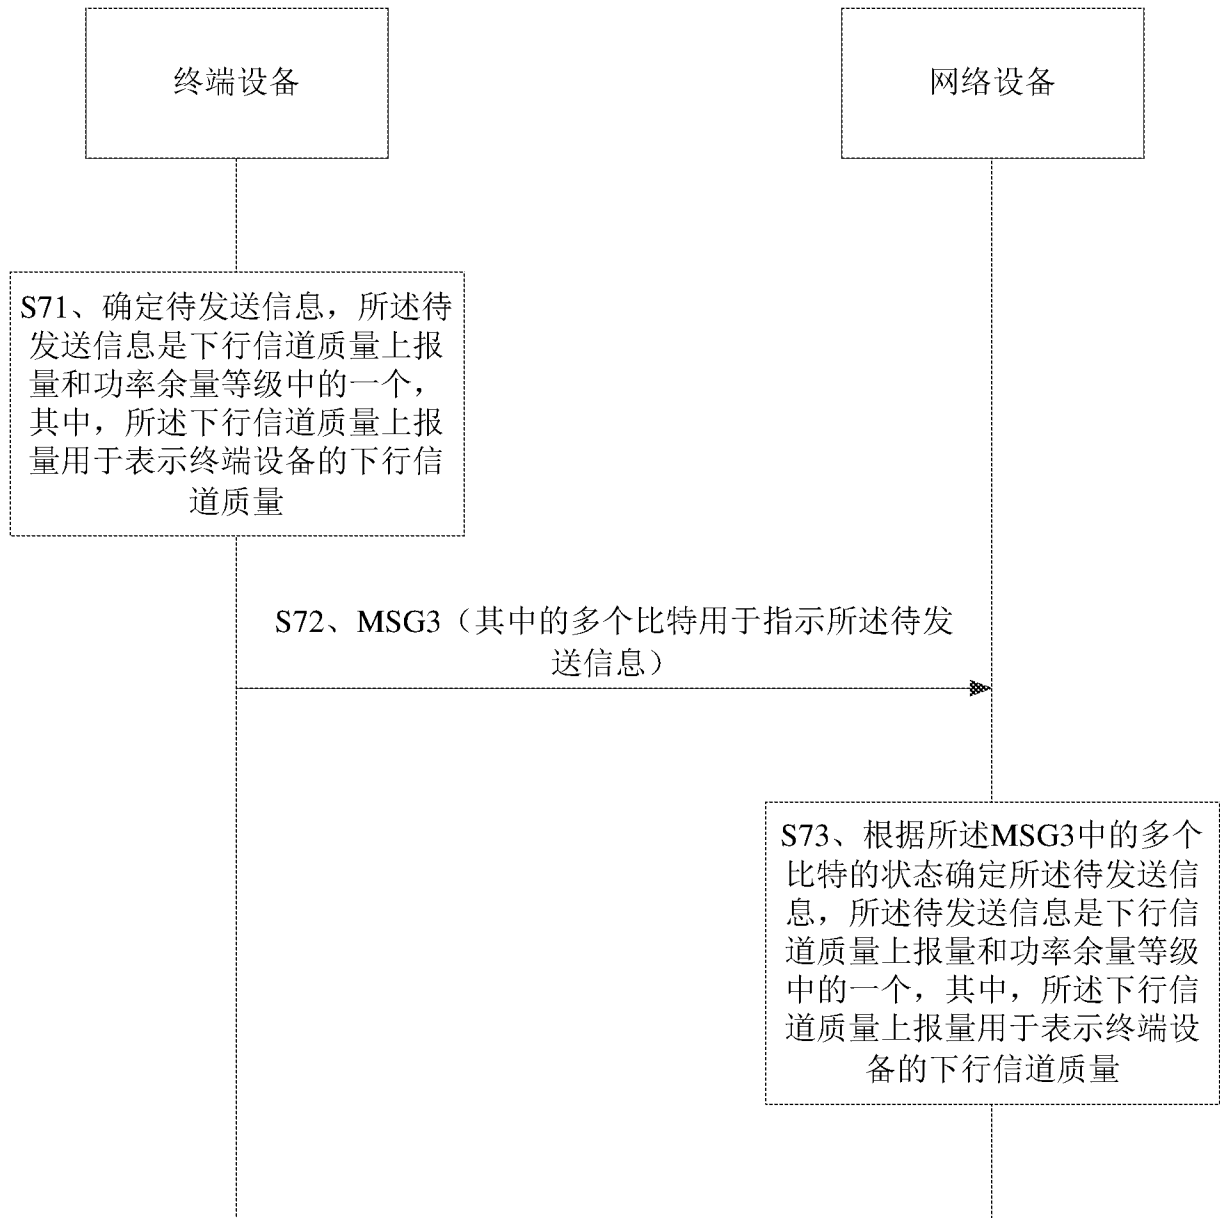 终端设备
网络设备
S71、确定待发送信息，所述待
发送信息是下行信道质量上报
量和功率余量等级中的一个，
其中，所述下行信道质量上报
量用于表示终端设备的下行信
道质量
S72、MSG3（其中的多个比特用于指示所述待发
送信息）
S73、根据所述MSG3中的多个
比特的状态确定所述待发送信
息，所述待发送信息是下行信
道质量上报量和功率余量等级
中的一个，其中，所述下行信
道质量上报量用于表示终端设
备的下行信道质量